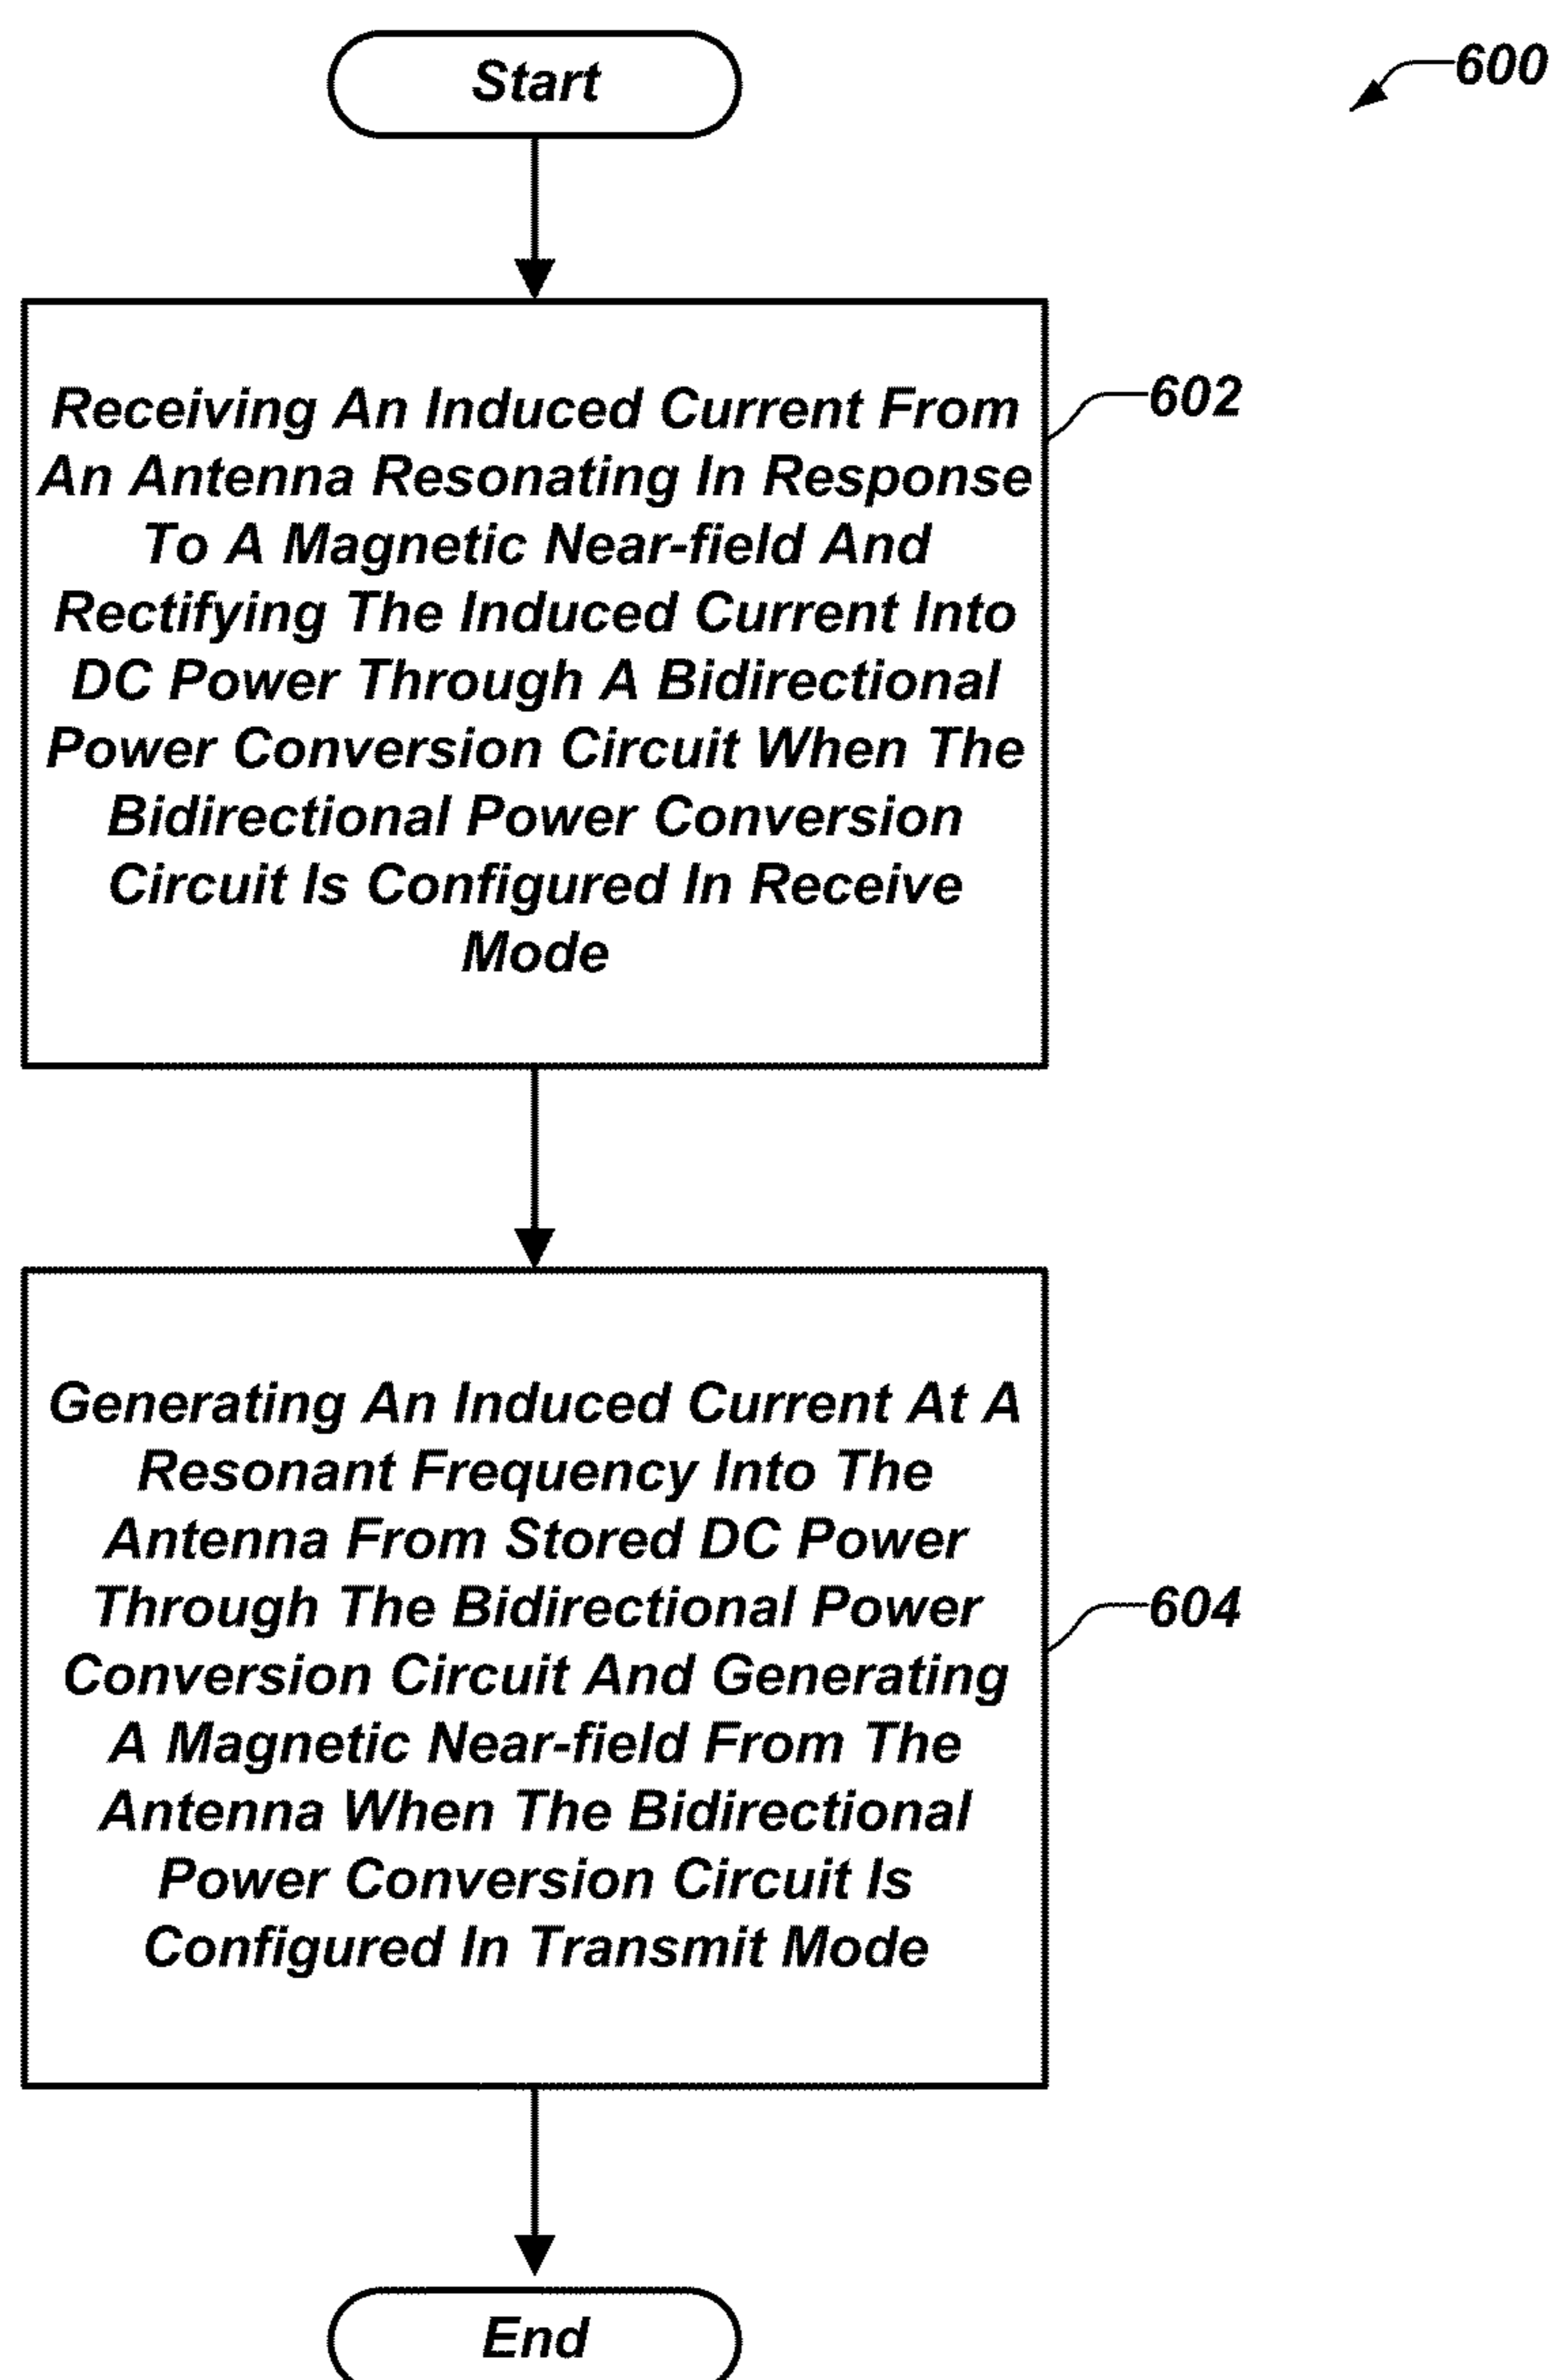 Start
600
Receiving An Induced Current From
An Antenna Resonating In Response
To A Magnetic Near-field And
Rectifying The Induced Current Into
DC Power Through A Bidirectional
Power Conversion Circuit When The
Bidirectional Power Conversion
Circuit Is Configured In Receive
Mode
602
Generating An Induced Current At A
Resonant Frequency Into The
Antenna From Stored DC Power
Through The Bidirectional Power
Conversion Circuit And Generating
A Magnetic Near-field From The
Antenna When The Bidirectional
Power Conversion Circuit Is
Configured In Transmit Mode
604
End